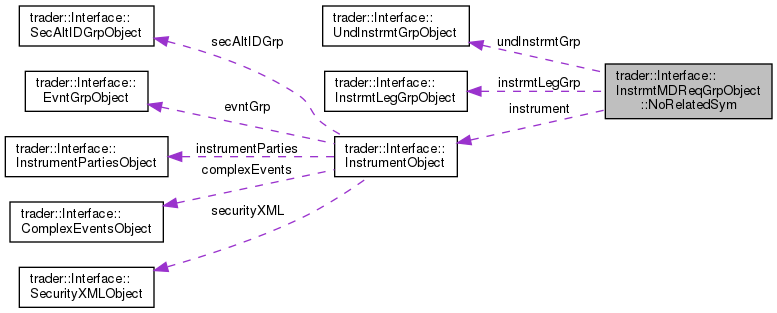 trader::Interface::
SecAltIDGrpObject
trader::Interface::
UndInstrmtGrpObject
secAltIDGrp
undInstrmtGrp
trader::Interface::
EvntGrpObject
trader::Interface::
InstrmtLegGrpObject
instrmtLegGrp
trader::Interface::
InstrmtMDReqGrpObject
::NoRelatedSym
evntGrp
instrument
trader::Interface::
InstrumentPartiesObject
instrumentParties
trader::Interface::
InstrumentObject
complexEvents
trader::Interface::
ComplexEventsObject
securityXML
trader::Interface::
SecurityXMLObject